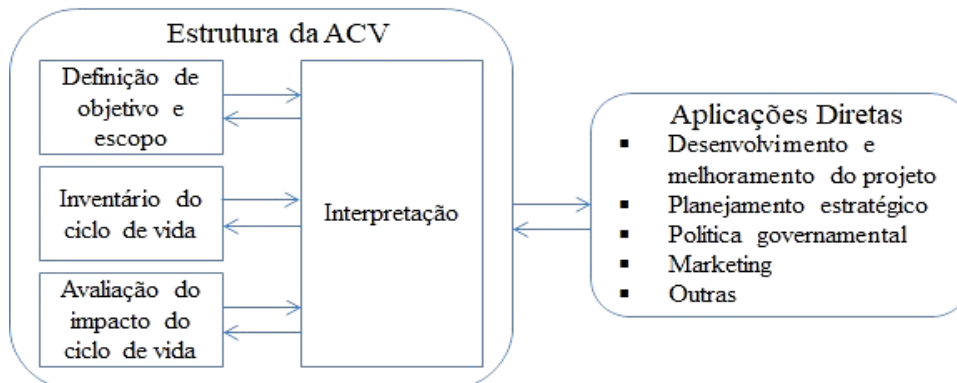 Estrutura da ACV
Definição de
objetivo e
escopo
Inventário do
ciclo de vida
Avaliação do
impacto do
ciclo de vida
Interpretação
Aplicações Diretas
▪ Desenvolvimento e
melhoramento do projeto
▪ Planejamento estratégico
▪ Política governamental
▪ Marketing
▪ Outras